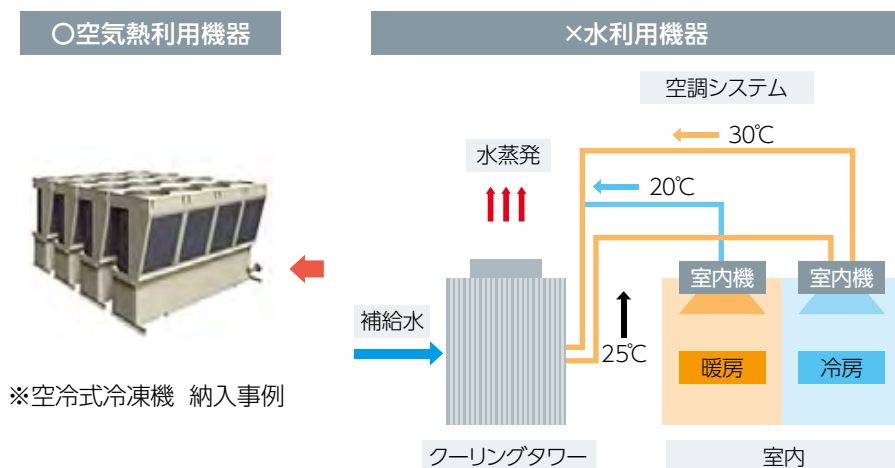 〇空気熱利用機器
×水利用機器
空調システム
30℃
水蒸発
20℃
室内機
室内機
補給水
25℃
暖房
冷房
※空冷式冷凍機 納入事例
クーリングタワー
室内